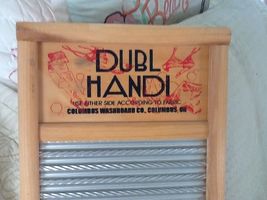 DUBL
HANDI
USE EITHER SIDE ACCORDING TO FABRIC
COLUMBUS WASHBOARD CO. COLUMBUS, OH